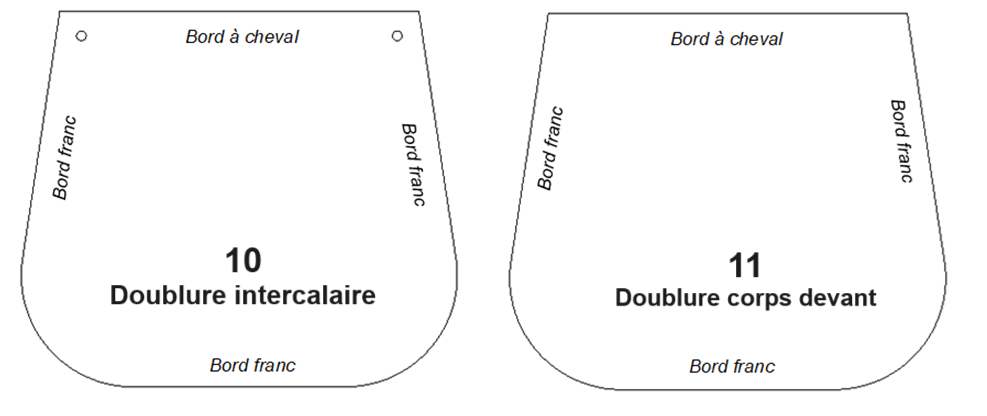 Bord à cheval
Bord franc
Bord franc
10
Doublure intercalaire
Bord franc
Bord à cheval
Bord franc
Bord franc
11
Doublure corps devant
Bord franc